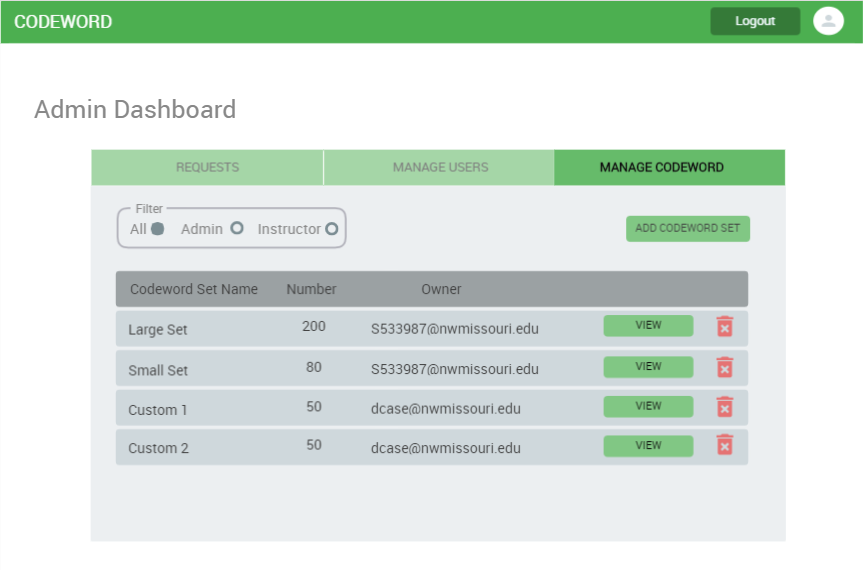 CODEWORD Logout
Admin Dashboard
REQUESTS MANAGE USERS MANAGE CODEWORD
Filter
All Admin Instructor
ADD CODEWORD SET
Codeword Set Name Number Owner
Large Set 200 S533987@nwmissouri.edu VIEW
Small Set 80 S533987@nwmissouri.edu VIEW
Custom 1 50 dcase@nwmissouri.edu VIEW
Custom 2 50 dcase@nwmissouri.edu VIEW